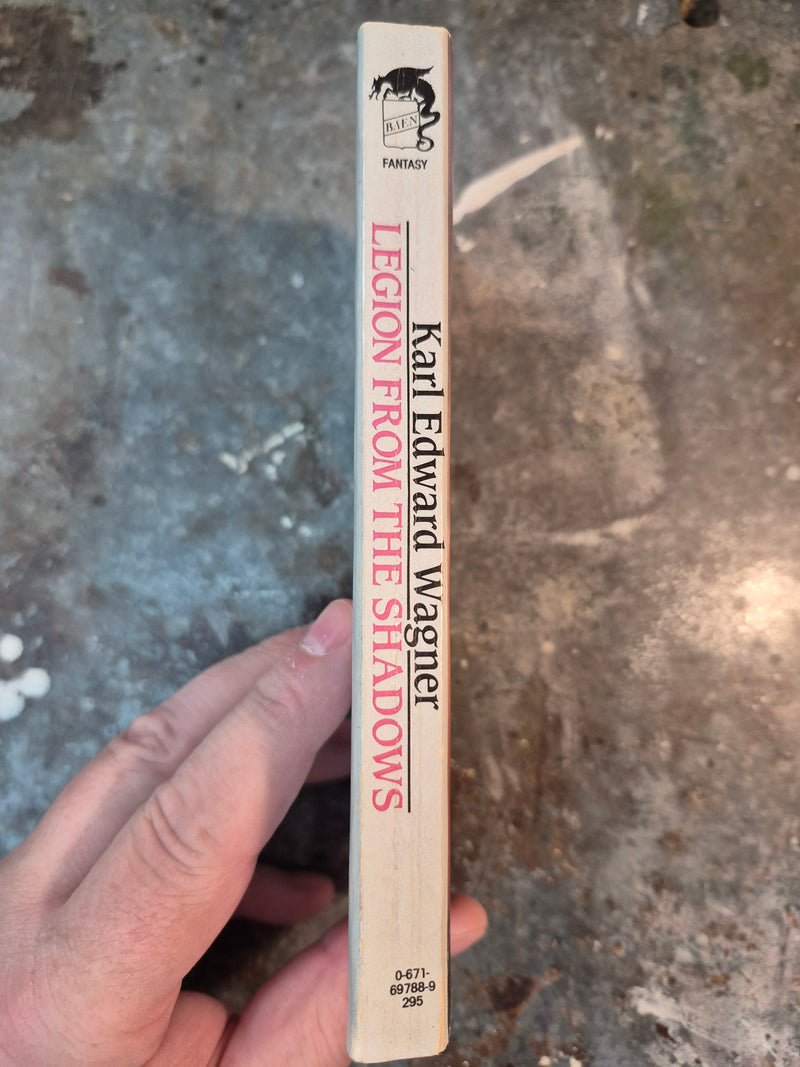 BAEN
FANTASY
Karl Edward Wagner
LEGION FROM THE SHADOWS
0-671-
69788-9
295